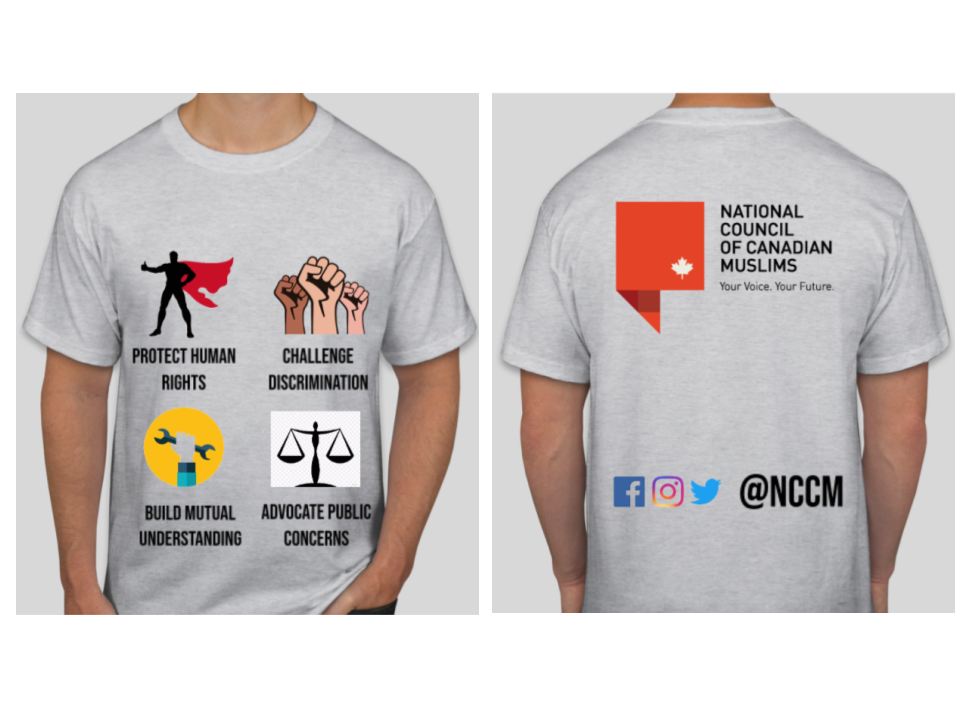 PROTECT HUMAN
RIGHTS
CHALLENGE
DISCRIMINATION
BUILD MUTUAL
UNDERSTANDING
ADVOCATE PUBLIC
CONCERNS
NATIONAL
COUNCIL
OF CANADIAN
MUSLIMS
Your Voice. Your Future.
@NCCM